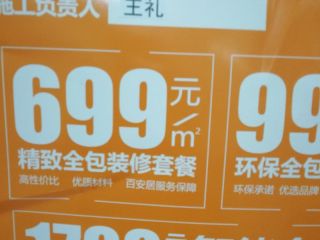 施工负责人 王礼
699元/m²
精致全包装修套餐
高性价比 优质材料 百安居服务保障
99
环保全包
环保承诺 优选品牌